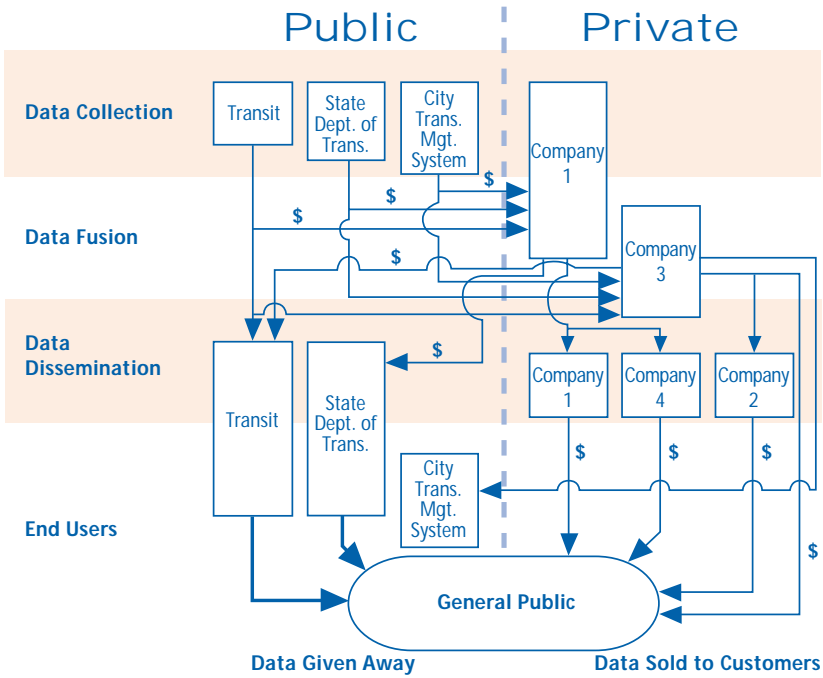 Public
Private
Data Collection
Transit
State
Dept. of
Trans.
City
Trans.
Mgt.
System
Company
1
$
$
Data Fusion
$
$
Company
3
Data
Dissemination
$
Transit
State
Dept. of
Trans.
Company
1
Company
4
Company
2
$
$
$
City
Trans.
Mgt.
System
End Users
$
General Public
Data Given Away
Data Sold to Customers